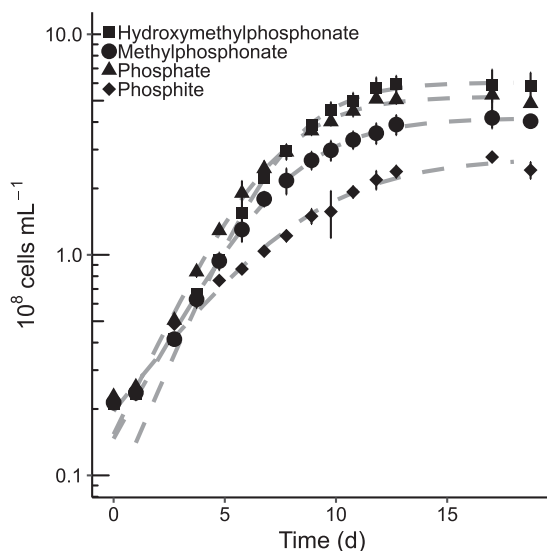 10.0
Hydroxymethylphosphonate
Methylphosphonate
Phosphate
Phosphite
1.0
0.1
10⁸ cells mL⁻¹
0 5 10 15
Time (d)